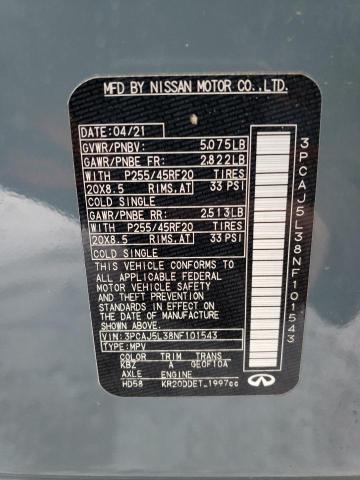 MFD BY NISSAN MOTOR CO.,LTD.
DATE:04/21
GVWR/PNBV: 5,075LB
GAWR/PNBE FR: 2,822LB
WITH P255/45RF20 TIRES
20X8.5 RIMS.AT 33 PSI
COLD SINGLE
GAWR/PNBE RR: 2,513LB
WITH P255/45RF20 TIRES
20X8.5 RIMS.AT 33 PSI
COLD SINGLE
THIS VEHICLE CONFORMS TO
ALL APPLICABLE FEDERAL
MOTOR VEHICLE SAFETY
AND THEFT PREVENTION
STANDARDS IN EFFECT ON
THE DATE OF MANUFACTURE
SHOWN ABOVE.
VIN:3PCAJ5L38NF101543
TYPE:MPV
COLOR TRIM TRANS
KBZ A GE0F10A
AXLE ENGINE
HD58 KR20DDET 1997cc
3PCAJ5L38NF101543